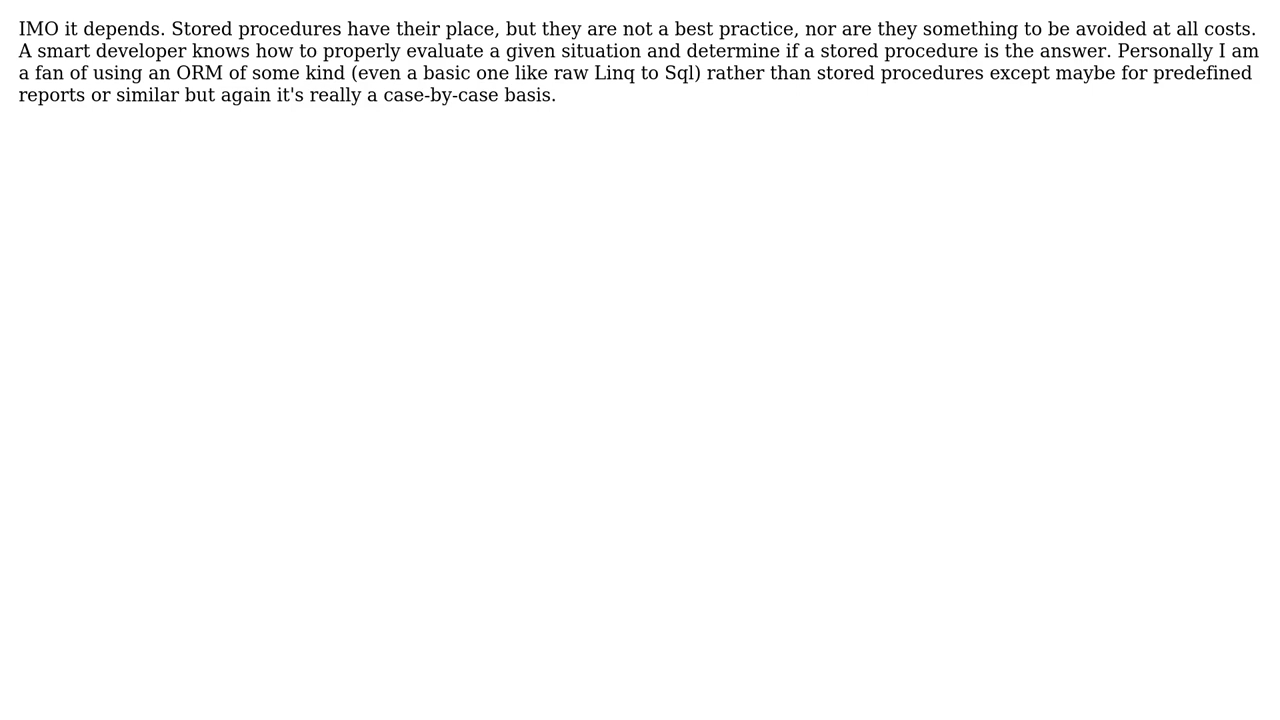 IMO it depends. Stored procedures have their place, but they are not a best practice, nor are they something to be avoided at all costs.
A smart developer knows how to properly evaluate a given situation and determine if a stored procedure is the answer. Personally I am
a fan of using an ORM of some kind (even a basic one like raw Linq to Sql) rather than stored procedures except maybe for predefined
reports or similar but again it's really a case-by-case basis.